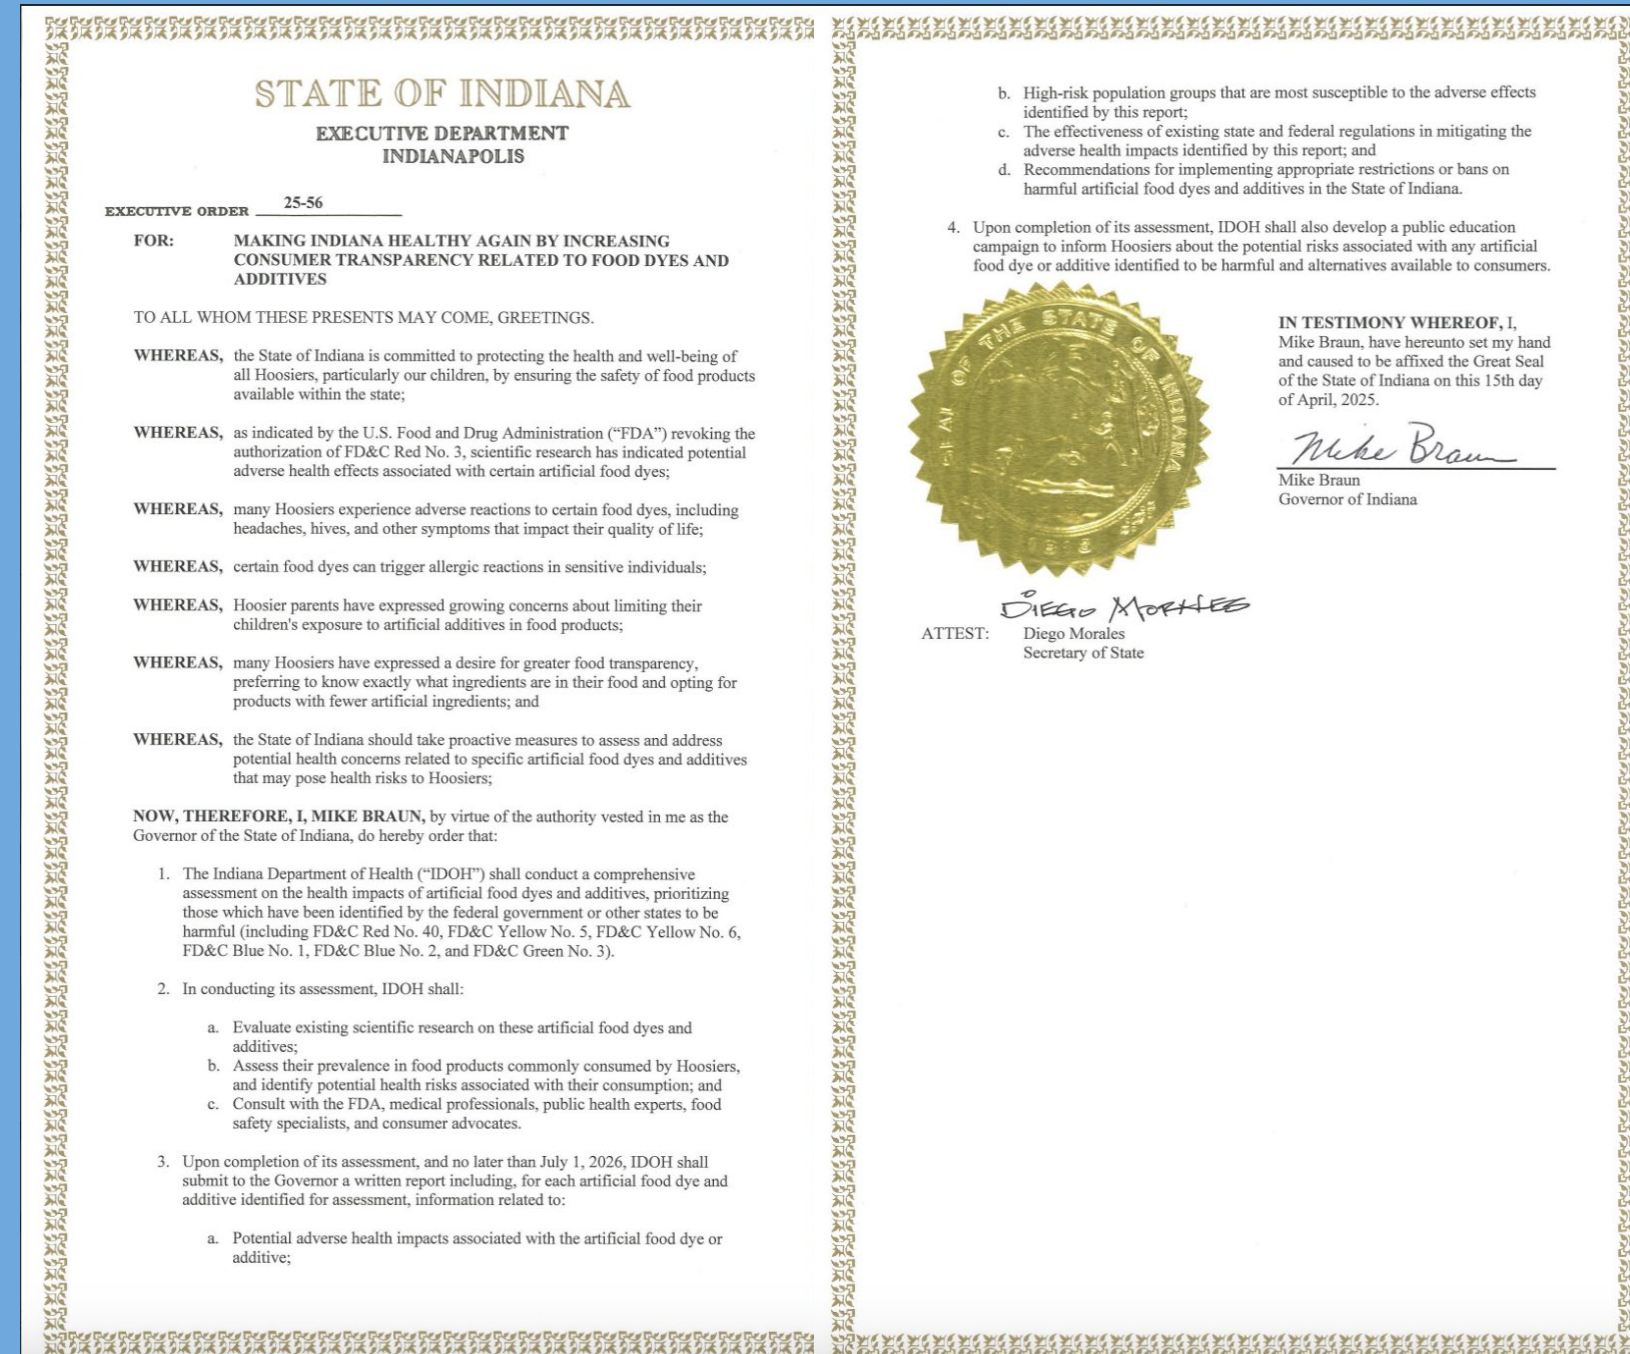 STATE OF INDIANA
EXECUTIVE DEPARTMENT
INDIANAPOLIS
EXECUTIVE ORDER 25-56
FOR: MAKING INDIANA HEALTHY AGAIN BY INCREASING
CONSUMER TRANSPARENCY RELATED TO FOOD DYES AND
ADDITIVES
TO ALL WHOM THESE PRESENTS MAY COME, GREETINGS.
WHEREAS, the State of Indiana is committed to protecting the health and well-being of
all Hoosiers, particularly our children, by ensuring the safety of food products
available within the state;
WHEREAS, as indicated by the U.S. Food and Drug Administration (“FDA”) revoking the
authorization of FD&C Red No. 3, scientific research has indicated potential
adverse health effects associated with certain artificial food dyes;
WHEREAS, many Hoosiers experience adverse reactions to certain food dyes, including
headaches, hives, and other symptoms that impact their quality of life;
WHEREAS, certain food dyes can trigger allergic reactions in sensitive individuals;
WHEREAS, Hoosier parents have expressed growing concerns about limiting their
children's exposure to artificial additives in food products;
WHEREAS, many Hoosiers have expressed a desire for greater food transparency,
preferring to know exactly what ingredients are in their food and opting for
products with fewer artificial ingredients; and
WHEREAS, the State of Indiana should take proactive measures to assess and address
potential health concerns related to specific artificial food dyes and additives
that may pose health risks to Hoosiers;
NOW, THEREFORE, I, MIKE BRAUN, by virtue of the authority vested in me as the
Governor of the State of Indiana, do hereby order that:
1. The Indiana Department of Health (“IDOH”) shall conduct a comprehensive
assessment on the health impacts of artificial food dyes and additives, prioritizing
those which have been identified by the federal government or other states to be
harmful (including FD&C Red No. 40, FD&C Yellow No. 5, FD&C Yellow No. 6,
FD&C Blue No. 1, FD&C Blue No. 2, and FD&C Green No. 3).
2. In conducting its assessment, IDOH shall:
a. Evaluate existing scientific research on these artificial food dyes and
additives;
b. Assess their prevalence in food products commonly consumed by Hoosiers,
and identify potential health risks associated with their consumption; and
c. Consult with the FDA, medical professionals, public health experts, food
safety specialists, and consumer advocates.
3. Upon completion of its assessment, and no later than July 1, 2026, IDOH shall
submit to the Governor a written report including, for each artificial food dye and
additive identified for assessment, information related to:
a. Potential adverse health impacts associated with the artificial food dye or
additive;
b. High-risk population groups that are most susceptible to the adverse effects
identified by this report;
c. The effectiveness of existing state and federal regulations in mitigating the
adverse health impacts identified by this report; and
d. Recommendations for implementing appropriate restrictions or bans on
harmful artificial food dyes and additives in the State of Indiana.
4. Upon completion of its assessment, IDOH shall also develop a public education
campaign to inform Hoosiers about the potential risks associated with any artificial
food dye or additive identified to be harmful and alternatives available to consumers.
SEAL OF THE STATE OF INDIANA
1816
IN TESTIMONY WHEREOF, I,
Mike Braun, have hereunto set my hand
and caused to be affixed the Great Seal
of the State of Indiana on this 15th day
of April, 2025.
Mike Braun
Mike Braun
Governor of Indiana
Diego Morales
ATTEST: Diego Morales
Secretary of State